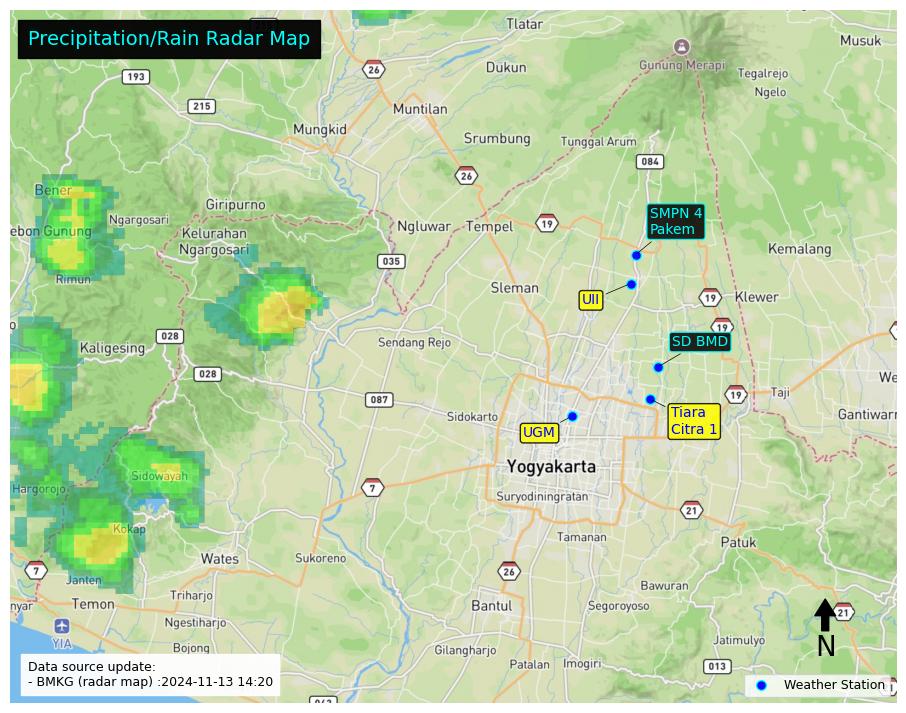 Precipitation/Rain Radar Map
Tlatar
Musuk
26
Gunung Merapi
193
Dukun
Tegalrejo
Ngelo
215
Muntilan
Mungkid
Srumbung
Tunggal Arum
084
26
Bener
Giripurno
SMPN 4
Pakem
Ngargosari
ebon Gunung
Kelurahan
Ngargosari
Ngluwar
Tempel
19
Kemalang
035
Rimun
Sleman
UII
19
Klewer
19
028
Kaligesing
Sendang Rejo
SD BMD
028
We
087
19
Taji
Sidokarto
Tiara
Citra 1
Gantiwarn
UGM
Yogyakarta
Sidowayah
Hargorojo
7
Suryodiningratan
21
Kokap
Tamanan
Patuk
Wates
Sukoreno
7
26
Janten
Bawuran
Temon
Triharjo
Bantul
Segoroyoso
21
nyar
Ngestiharjo
YIA
N
Bojong
Gilangharjo
Jatimulyo
Patalan
Imogiri
013
Data source update:
- BMKG (radar map) :2024-11-13 14:20
Weather Station